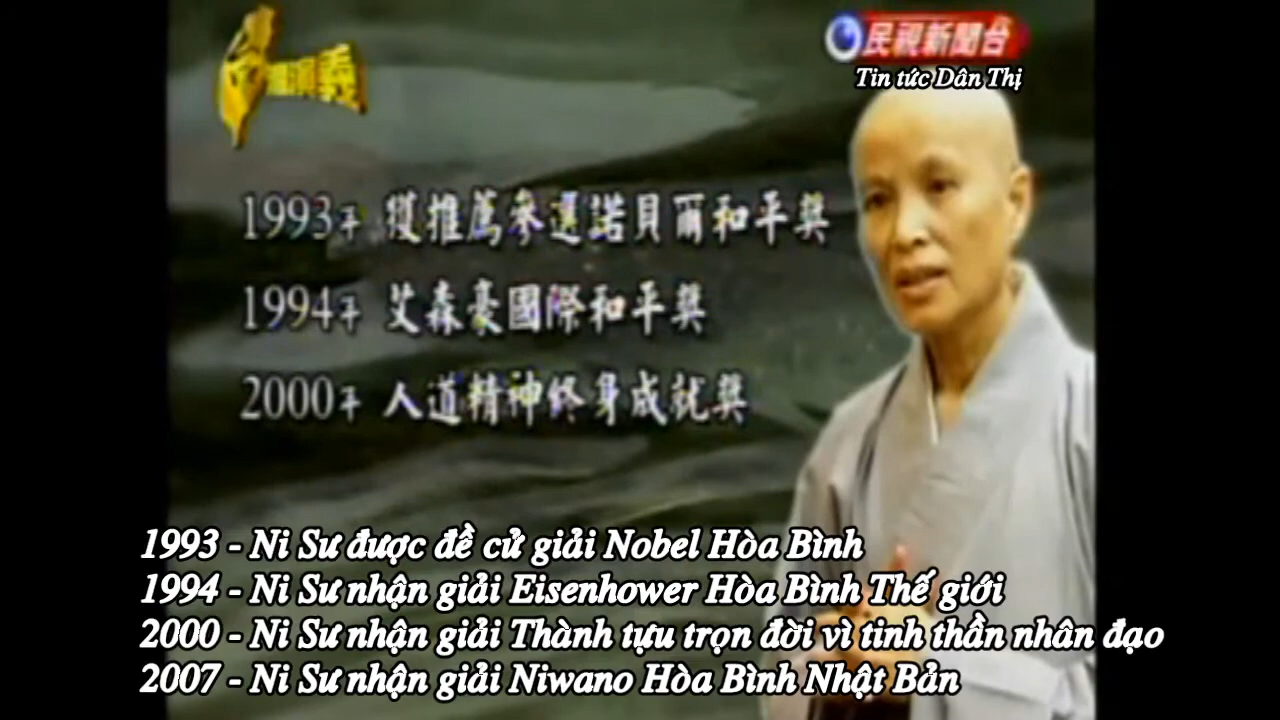 演義
民視新聞台
Tin tức Dân Thị
1993年 獲推薦參選諾貝爾和平獎
1994年 艾森豪國際和平獎
2000年 人道精神終身成就獎
1993 - Ni Sư được đề cử giải Nobel Hòa Bình
1994 - Ni Sư nhận giải Eisenhower Hòa Bình Thế giới
2000 - Ni Sư nhận giải Thành tựu trọn đời vì tinh thần nhân đạo
2007 - Ni Sư nhận giải Niwano Hòa Bình Nhật Bản